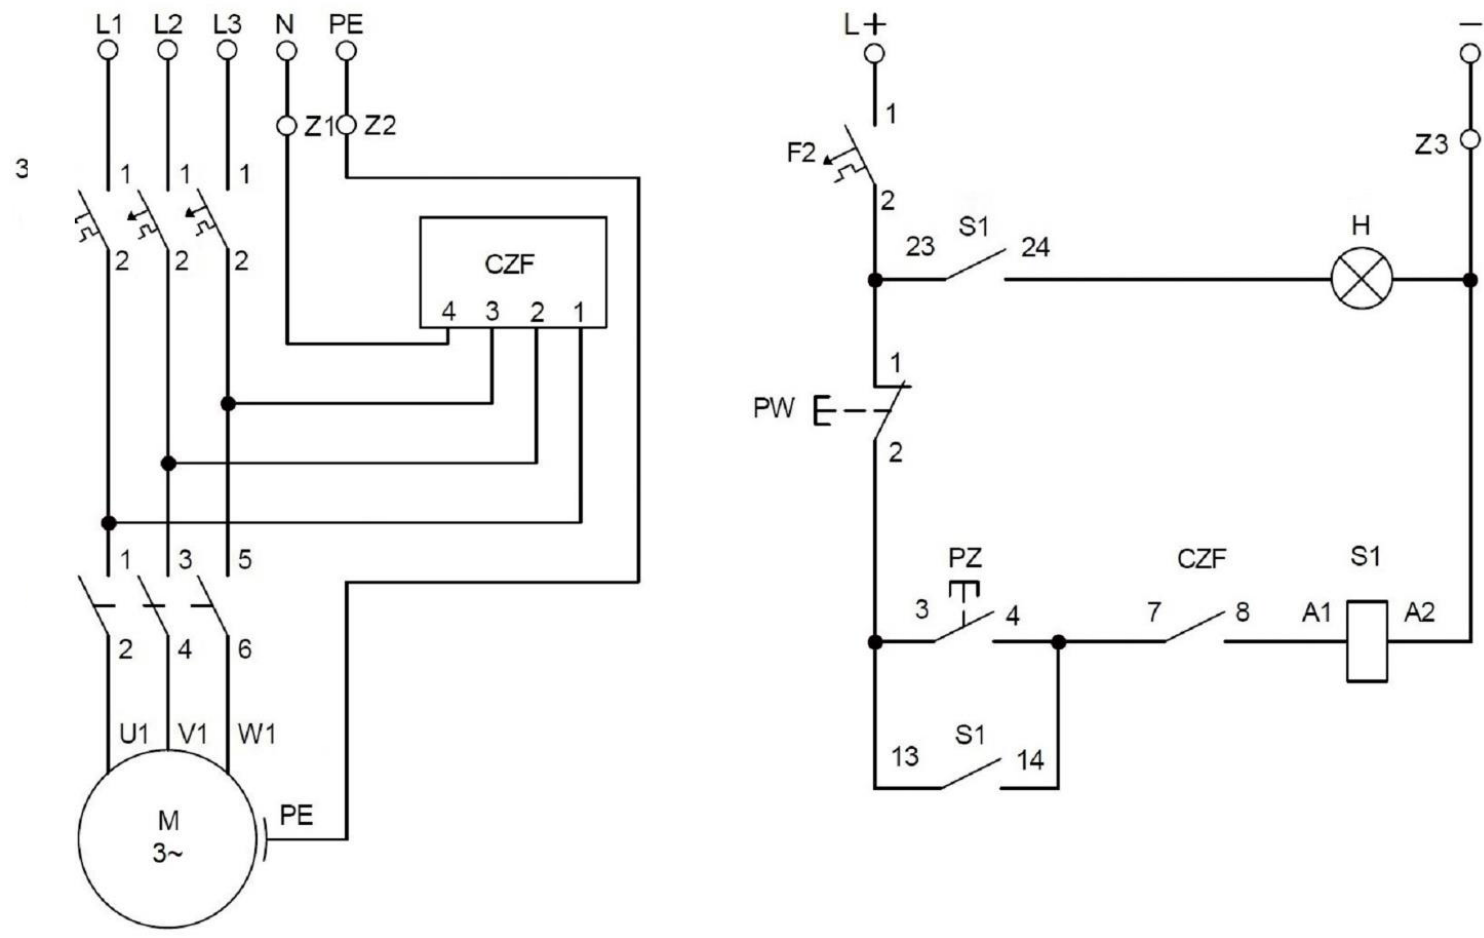 L1 L2 L3 N PE
Z1 Z2
3
1 1 1
2 2 2
CZF
4 3 2 1
1 3 5
2 4 6
U1 V1 W1
M
3~
PE
L+ −
1
F2
2
Z3
S1
23 24
H
1
PW
2
PZ CZF S1
3 4 7 8 A1 A2
S1
13 14